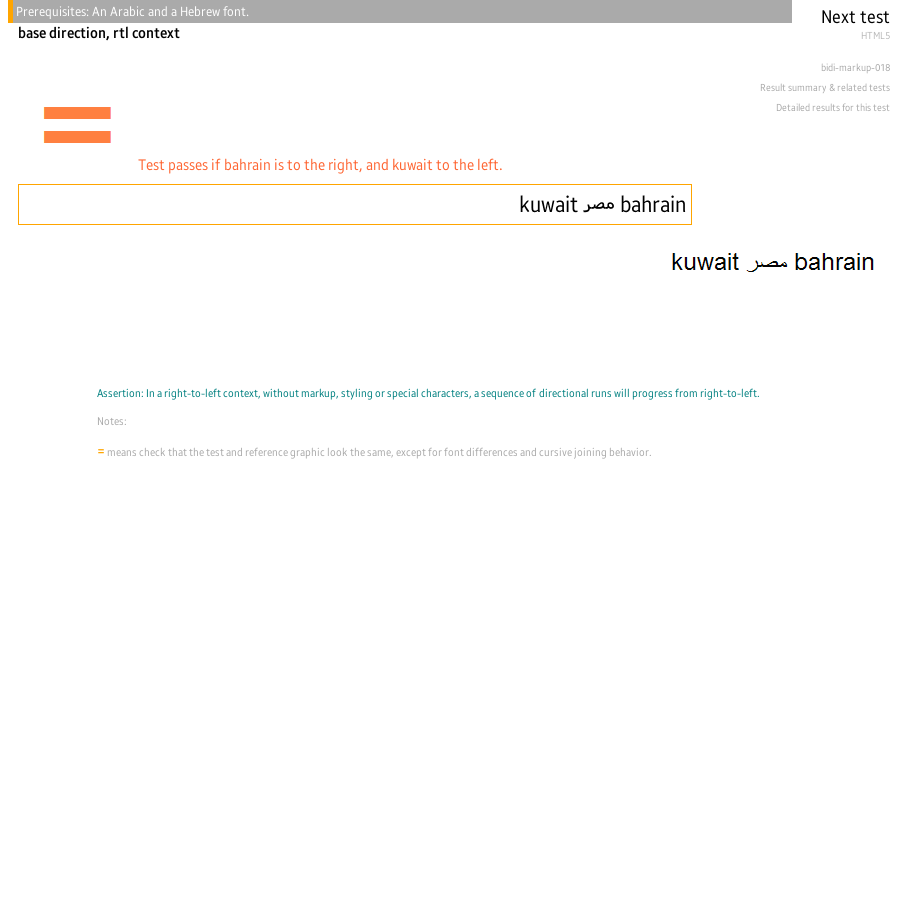 Prerequisites: An Arabic and a Hebrew font.
Next test
base direction, rtl context
HTML5
bidi-markup-018
Result summary & related tests
Detailed results for this test
Test passes if bahrain is to the right, and kuwait to the left.
bahrain مصر kuwait
bahrain مصر kuwait
Assertion: In a right-to-left context, without markup, styling or special characters, a sequence of directional runs will progress from right-to-left.
Notes:
= means check that the test and reference graphic look the same, except for font differences and cursive joining behavior.